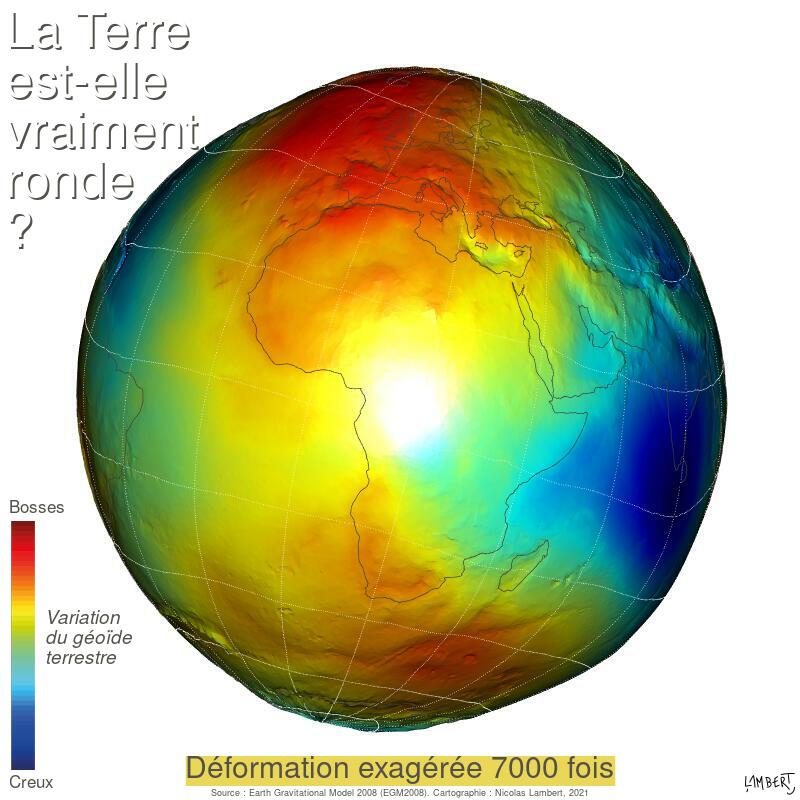 La Terre
est-elle
vraiment
ronde
?
Bosses
Variation
du géoïde
terrestre
Creux
Déformation exagérée 7000 fois
Source : Earth Gravitational Model 2008 (EGM2008). Cartographie : Nicolas Lambert, 2021
LAMBERT